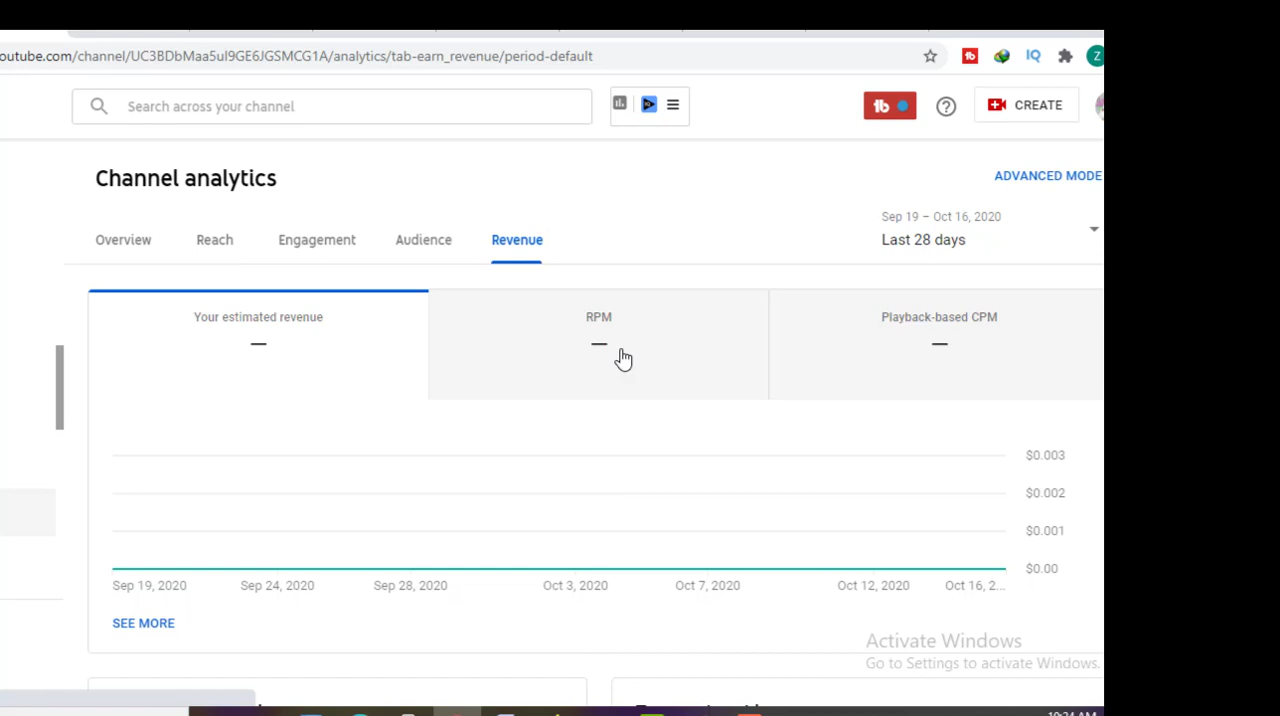 outube.com/channel/UC3BDbMaa5ul9GE6JGSMCG1A/analytics/tab-earn_revenue/period-default
IQ
Z
Search across your channel
CREATE
Channel analytics
ADVANCED MODE
Sep 19 – Oct 16, 2020
Last 28 days
Overview Reach Engagement Audience Revenue
Your estimated revenue
—
RPM
—
Playback-based CPM
—
$0.003
$0.002
$0.001
$0.00
Sep 19, 2020 Sep 24, 2020 Sep 28, 2020 Oct 3, 2020 Oct 7, 2020 Oct 12, 2020 Oct 16, 2...
SEE MORE
Activate Windows
Go to Settings to activate Windows.